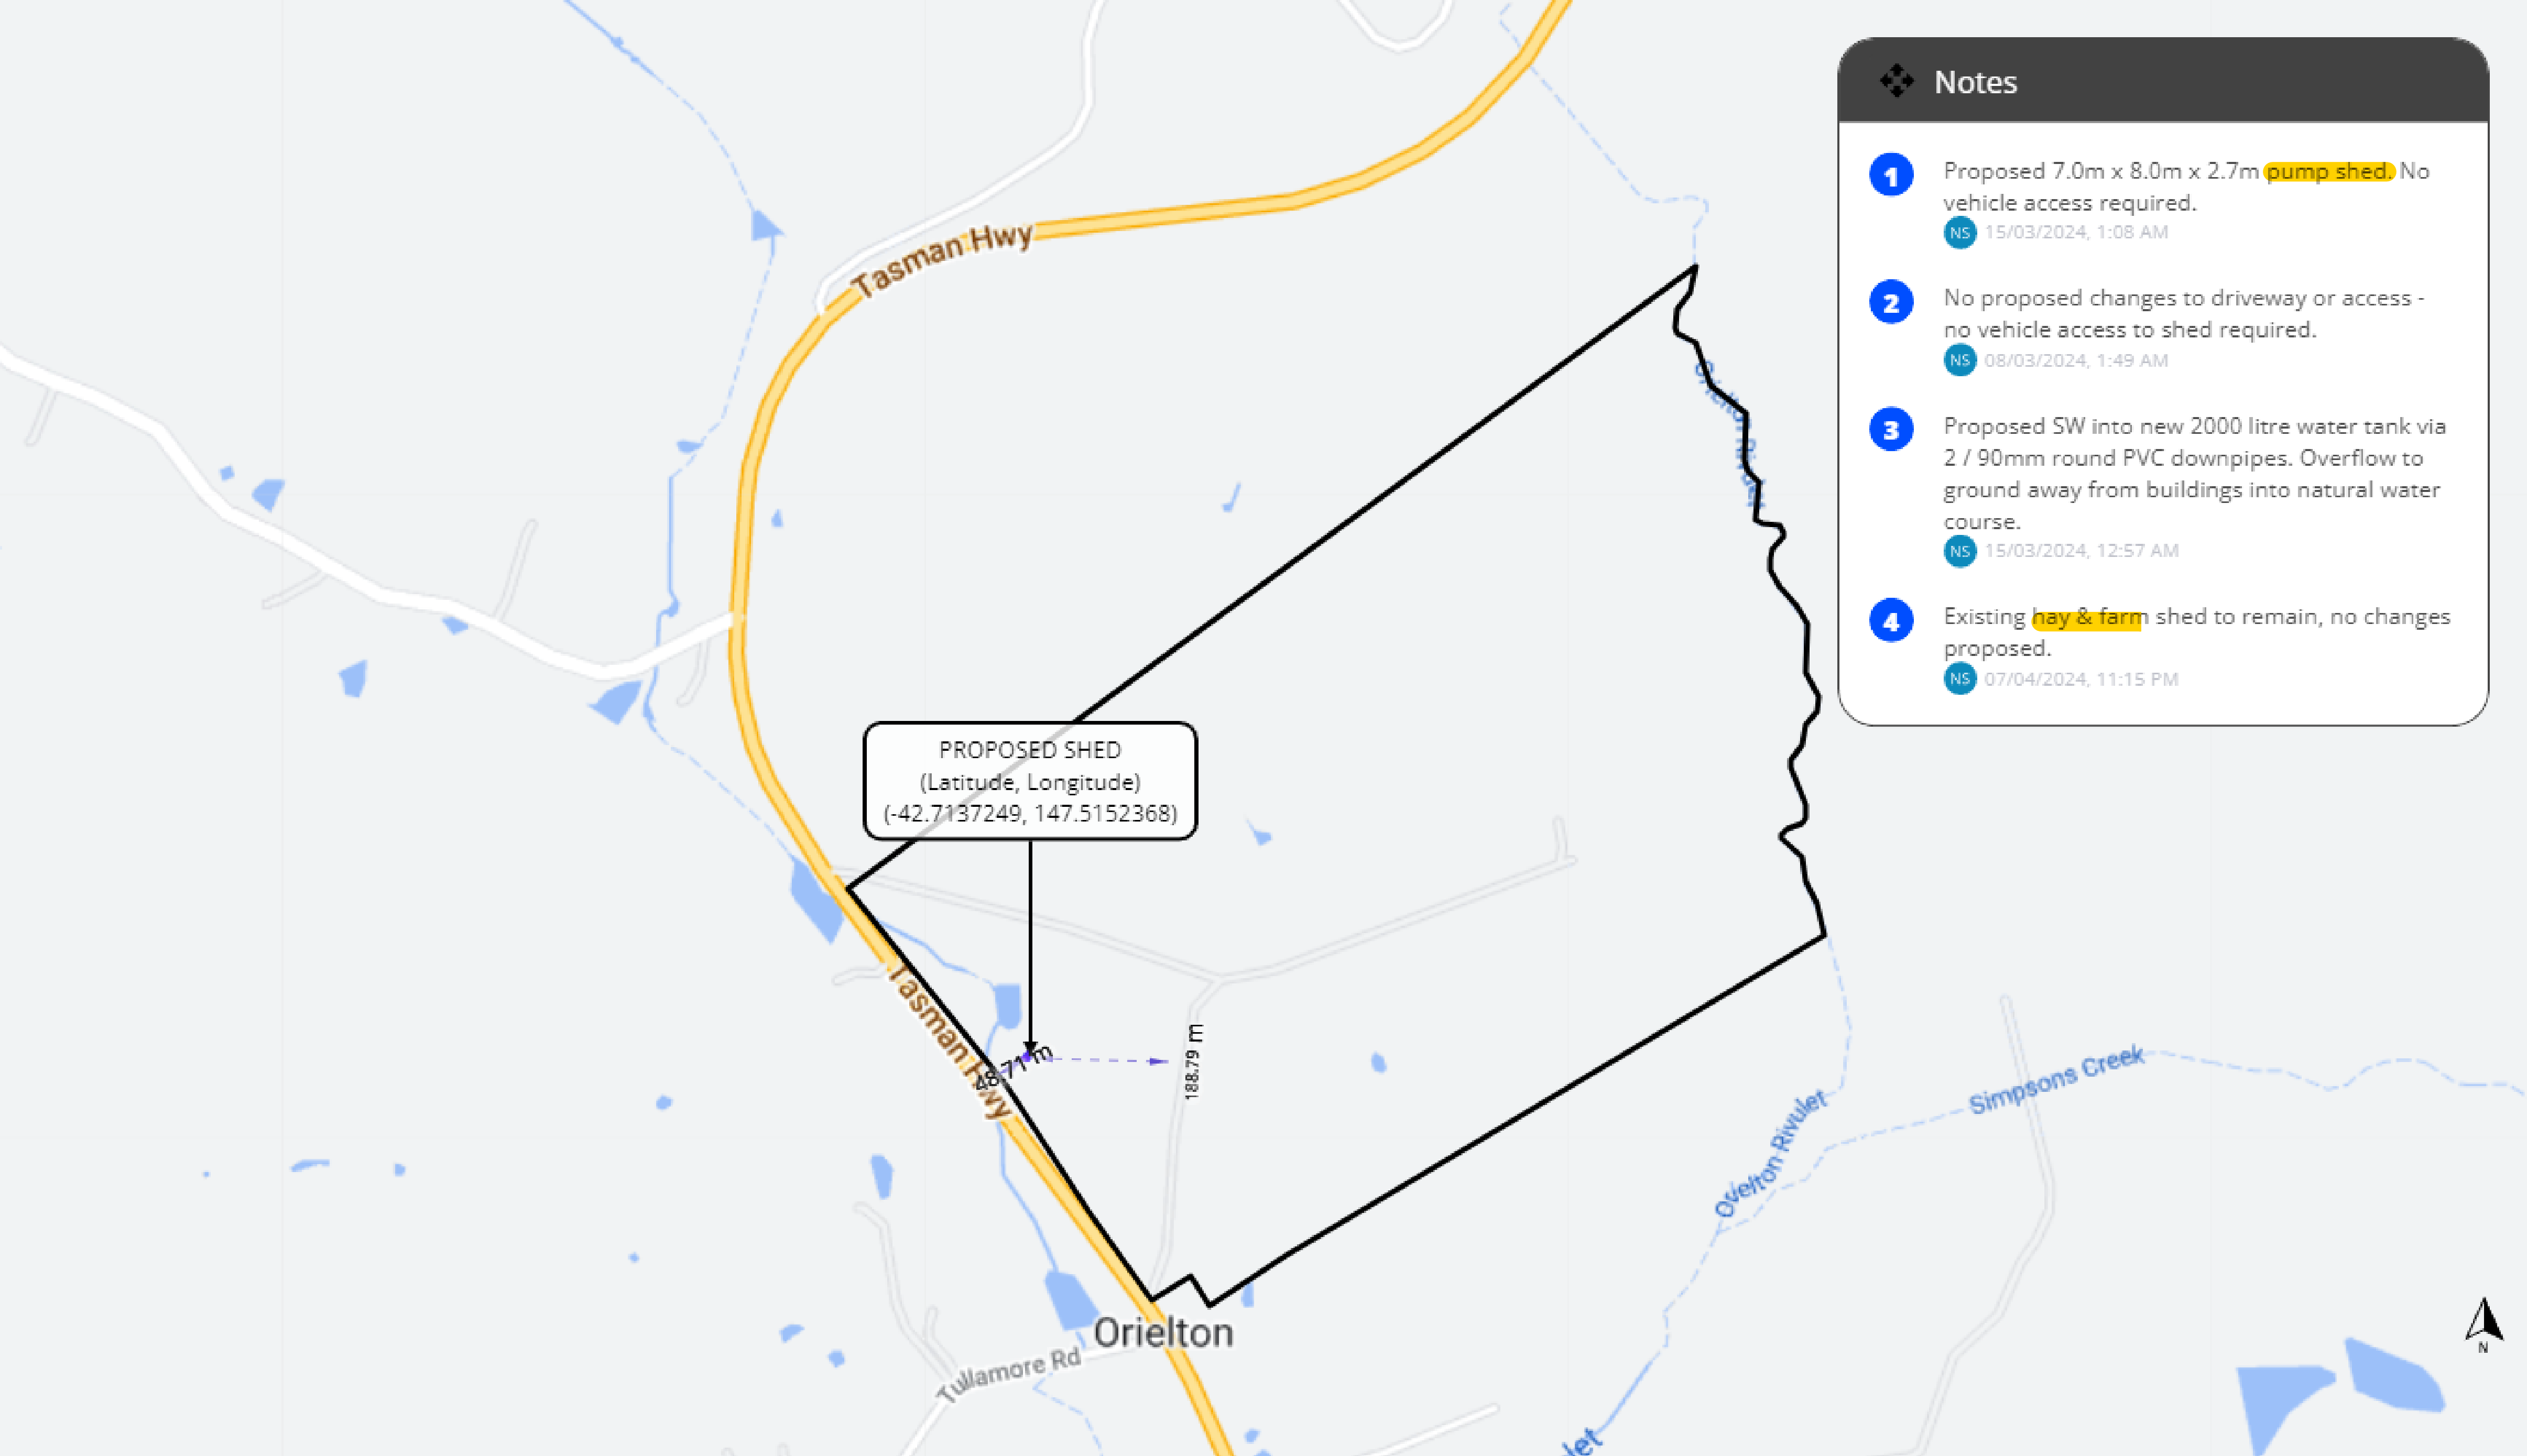 Notes
1
Proposed 7.0m x 8.0m x 2.7m pump shed. No
vehicle access required.
NS 15/03/2024, 1:08 AM
2
No proposed changes to driveway or access -
no vehicle access to shed required.
NS 08/03/2024, 1:49 AM
3
Proposed SW into new 2000 litre water tank via
2 / 90mm round PVC downpipes. Overflow to
ground away from buildings into natural water
course.
NS 15/03/2024, 12:57 AM
4
Existing hay & farm shed to remain, no changes
proposed.
NS 07/04/2024, 11:15 PM
Tasman Hwy
PROPOSED SHED
(Latitude, Longitude)
(-42.7137249, 147.5152368)
Tasman Hwy
48.71 m
188.79 m
Simpsons Creek
Rivulet
Orielton
Tullamore Rd
N